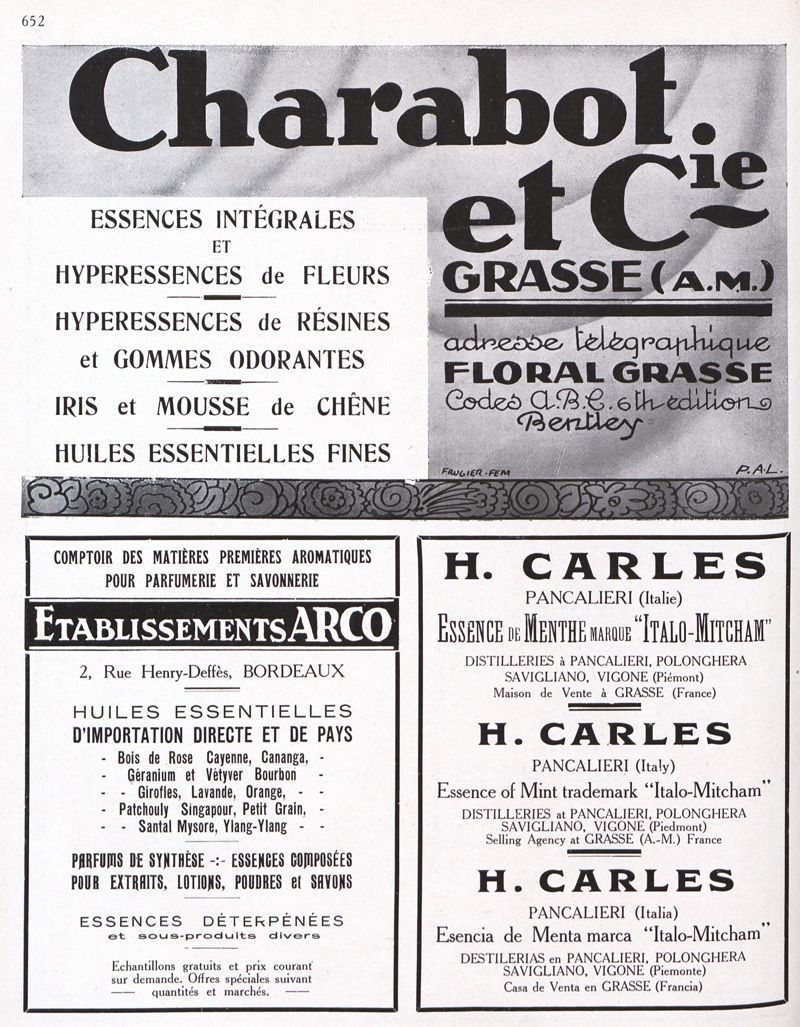 652
Charabot
et Cie
GRASSE (A.M.)
ESSENCES INTÉGRALES
ET
HYPERESSENCES de FLEURS
HYPERESSENCES de RÉSINES
et GOMMES ODORANTES
IRIS et MOUSSE de CHÊNE
HUILES ESSENTIELLES FINES
adresse télégraphique
FLORAL GRASSE
Codes A.B.C. 6th edition
Bentley
FAUGIER-FEM
P.A.L.
COMPTOIR DES MATIÈRES PREMIÈRES AROMATIQUES
POUR PARFUMERIE ET SAVONNERIE
ETABLISSEMENTS ARCO
2, Rue Henry-Deffès, BORDEAUX
HUILES ESSENTIELLES
D'IMPORTATION DIRECTE ET DE PAYS
- Bois de Rose Cayenne, Cananga, -
- Géranium et Vétyver Bourbon -
- - Girofles, Lavande, Orange, - -
- Patchouly Singapour, Petit Grain, -
- - Santal Mysore, Ylang-Ylang - -
PARFUMS DE SYNTHÈSE -:- ESSENCES COMPOSÉES
POUR EXTRAITS, LOTIONS, POUDRES et SAVONS
ESSENCES DÉTERPÉNÉES
et sous-produits divers
Echantillons gratuits et prix courant
sur demande. Offres spéciales suivant
quantités et marchés.
H. CARLES
PANCALIERI (Italie)
ESSENCE DE MENTHE MARQUE "ITALO-MITCHAM"
DISTILLERIES à PANCALIERI, POLONGHERA
SAVIGLIANO, VIGONE (Piémont)
Maison de Vente à GRASSE (France)
H. CARLES
PANCALIERI (Italy)
Essence of Mint trademark "Italo-Mitcham"
DISTILLERIES at PANCALIERI, POLONGHERA
SAVIGLIANO, VIGONE (Piedmont)
Selling Agency at GRASSE (A.-M.) France
H. CARLES
PANCALIERI (Italia)
Esencia de Menta marca "Italo-Mitcham"
DESTILERIAS en PANCALIERI, POLONGHERA
SAVIGLIANO, VIGONE (Piemonte)
Casa de Venta en GRASSE (Francia)